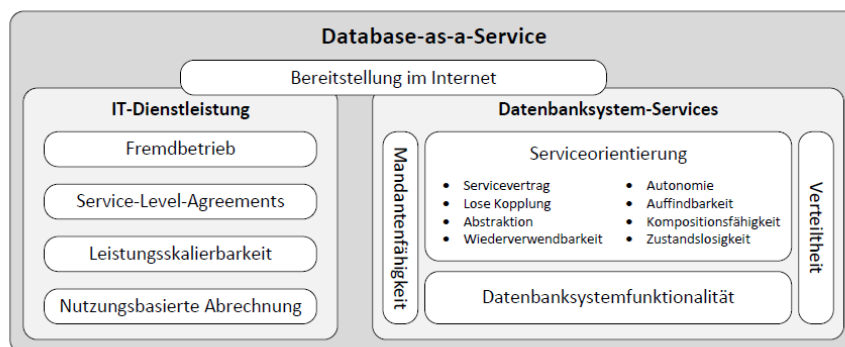 Database-as-a-Service
Bereitstellung im Internet
IT-Dienstleistung
Fremdbetrieb
Service-Level-Agreements
Leistungsskalierbarkeit
Nutzungsbasierte Abrechnung
Datenbanksystem-Services
Mandantenfähigkeit
Serviceorientierung
• Servicevertrag
• Lose Kopplung
• Abstraktion
• Wiederverwendbarkeit
• Autonomie
• Auffindbarkeit
• Kompositionsfähigkeit
• Zustandslosigkeit
Datenbanksystemfunktionalität
Verteiltheit